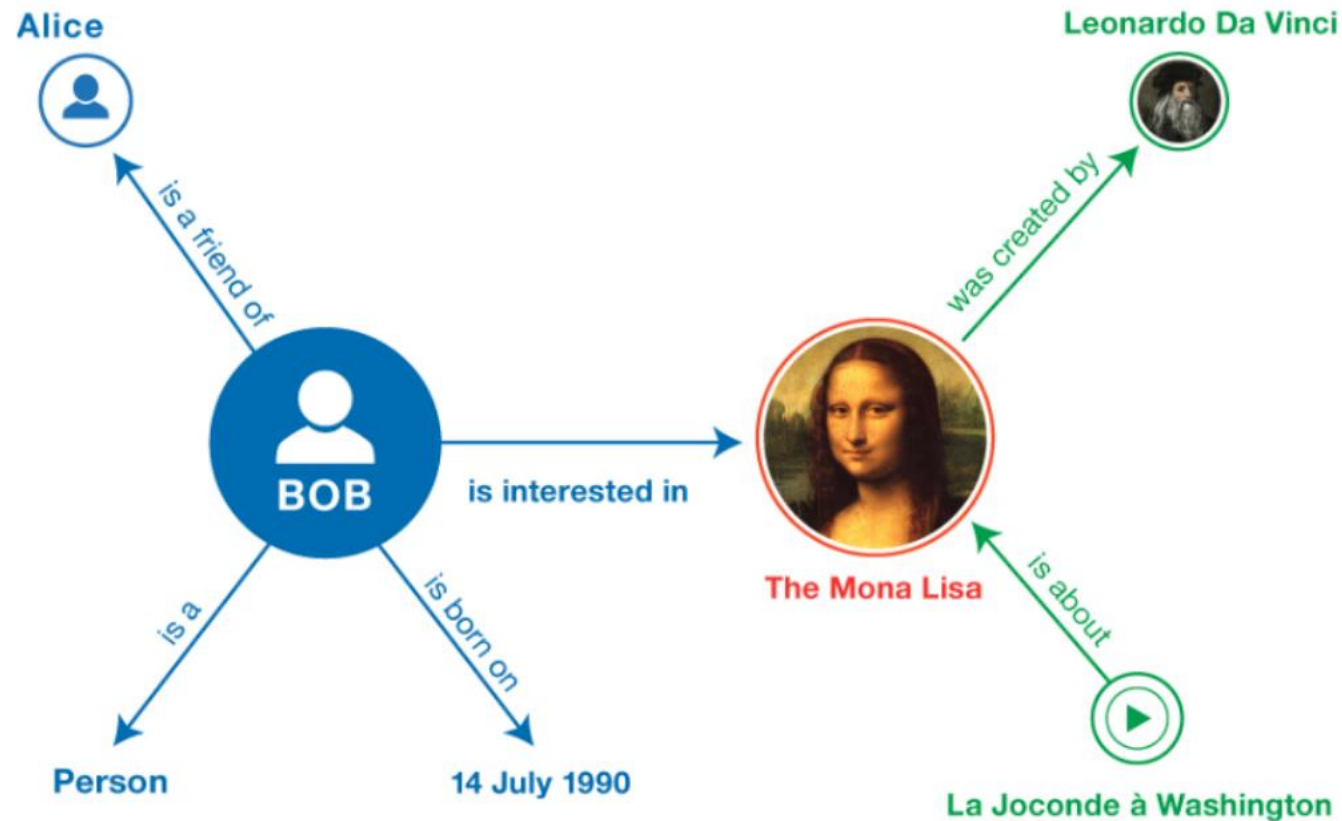 Alice
Leonardo Da Vinci
is a friend of
was created by
BOB
is interested in
The Mona Lisa
is a
is born on
is about
Person
14 July 1990
La Joconde à Washington